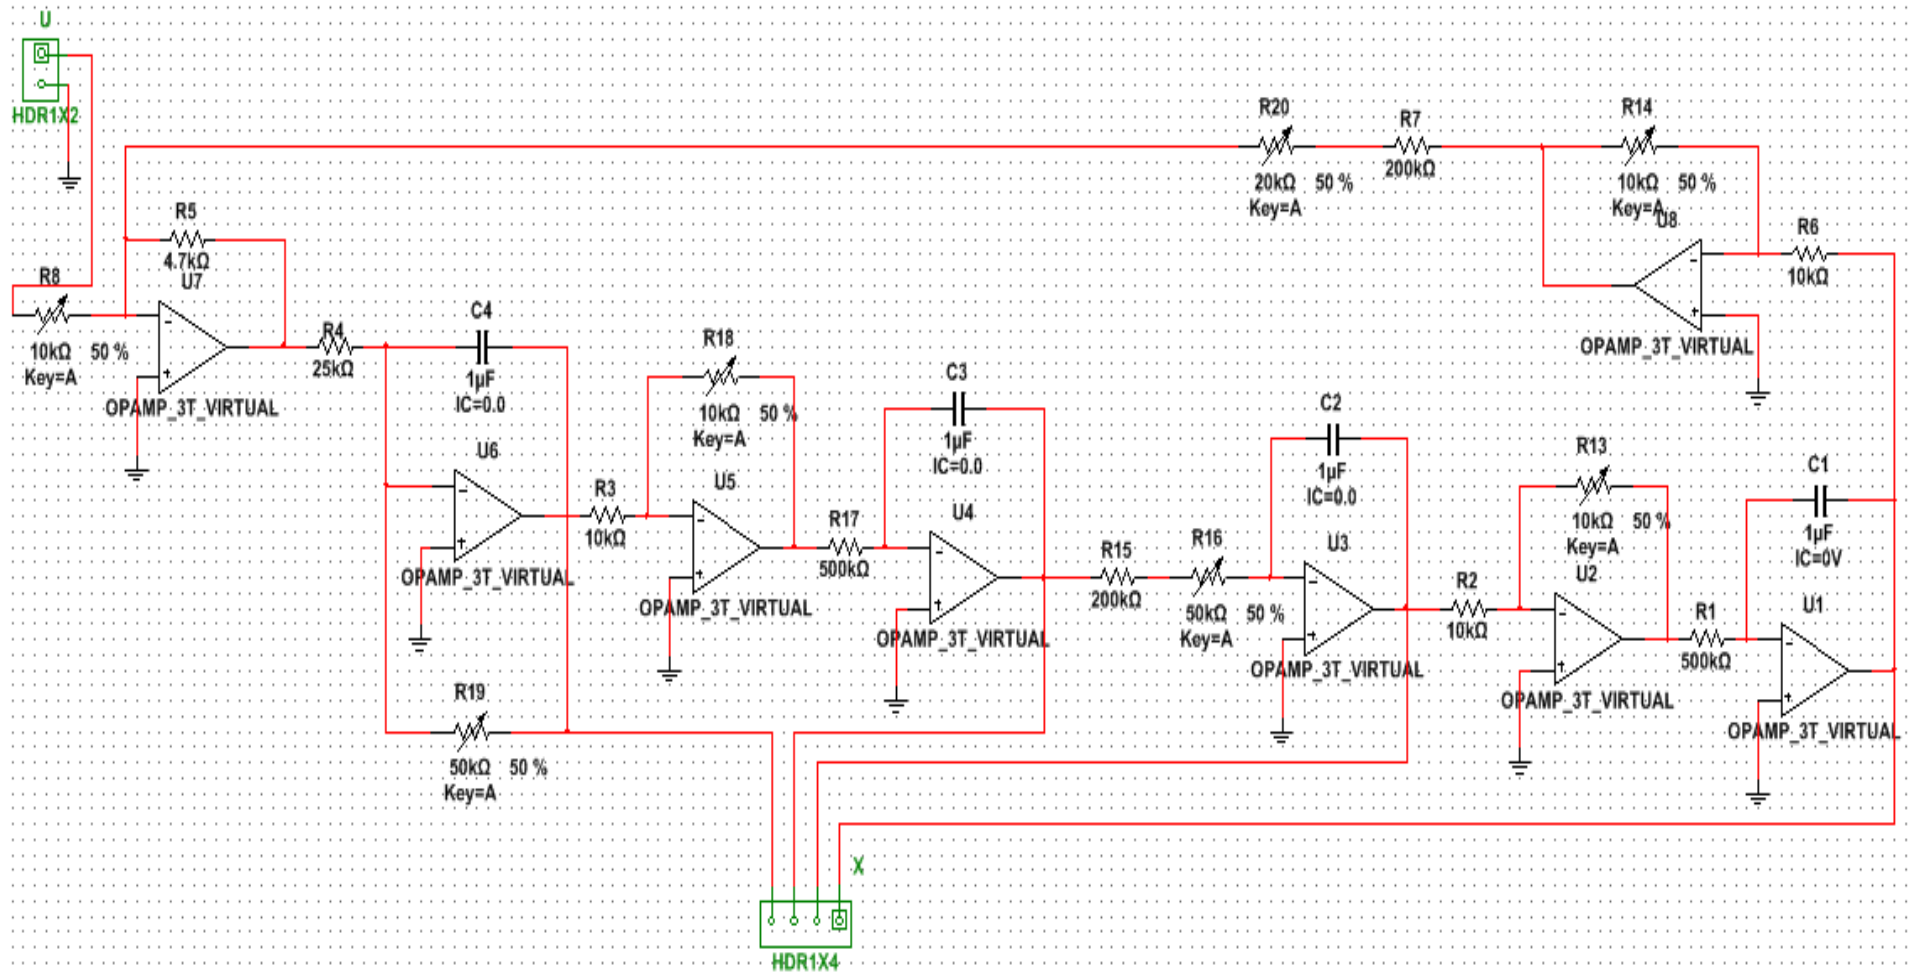 U
HDR1X2
R20
20kΩ 50 %
Key=A
R7
200kΩ
R14
10kΩ 50 %
Key=A
U8
R6
10kΩ
OPAMP_3T_VIRTUAL
R5
4.7kΩ
U7
R8
10kΩ 50 %
Key=A
OPAMP_3T_VIRTUAL
R4
25kΩ
C4
1µF
IC=0.0
U6
OPAMP_3T_VIRTUAL
R3
10kΩ
R18
10kΩ 50 %
Key=A
U5
OPAMP_3T_VIRTUAL
R17
500kΩ
C3
1µF
IC=0.0
U4
OPAMP_3T_VIRTUAL
R15
200kΩ
R16
50kΩ 50 %
Key=A
C2
1µF
IC=0.0
U3
OPAMP_3T_VIRTUAL
R2
10kΩ
R13
10kΩ 50 %
Key=A
U2
OPAMP_3T_VIRTUAL
R1
500kΩ
C1
1µF
IC=0V
U1
OPAMP_3T_VIRTUAL
R19
50kΩ 50 %
Key=A
X
HDR1X4